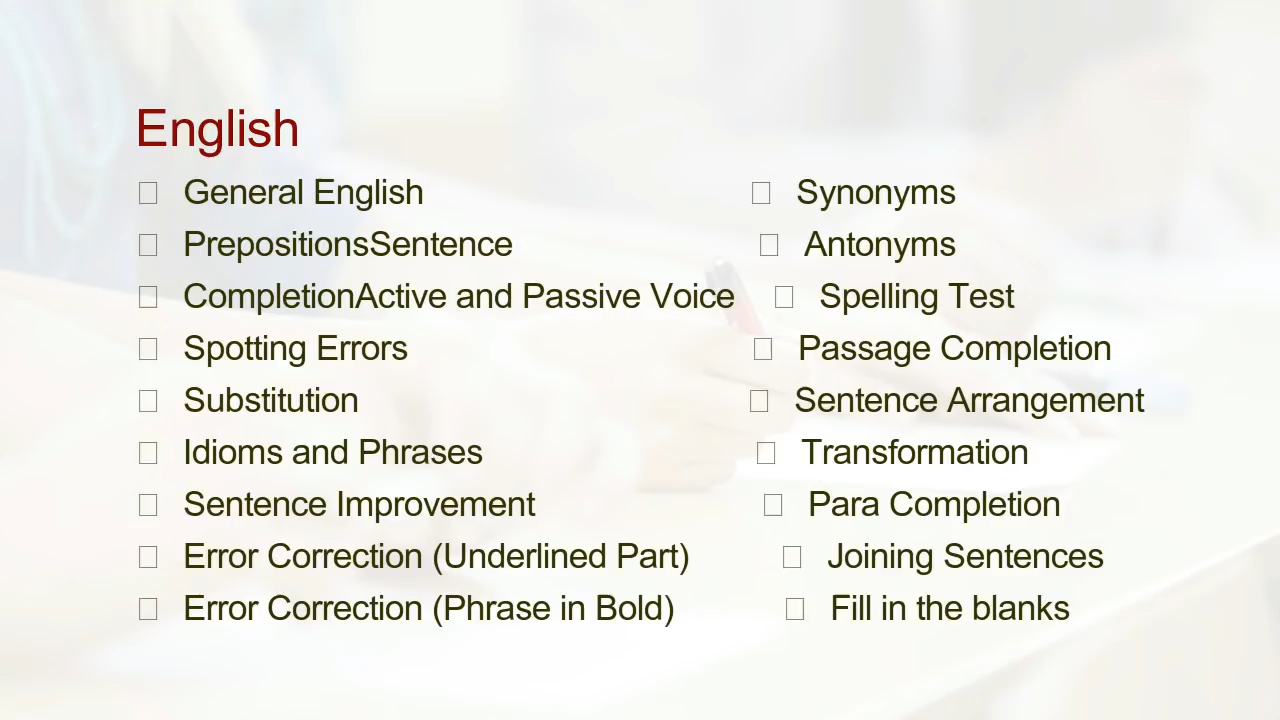 English
□ General English □ Synonyms
□ PrepositionsSentence □ Antonyms
□ CompletionActive and Passive Voice □ Spelling Test
□ Spotting Errors □ Passage Completion
□ Substitution □ Sentence Arrangement
□ Idioms and Phrases □ Transformation
□ Sentence Improvement □ Para Completion
□ Error Correction (Underlined Part) □ Joining Sentences
□ Error Correction (Phrase in Bold) □ Fill in the blanks